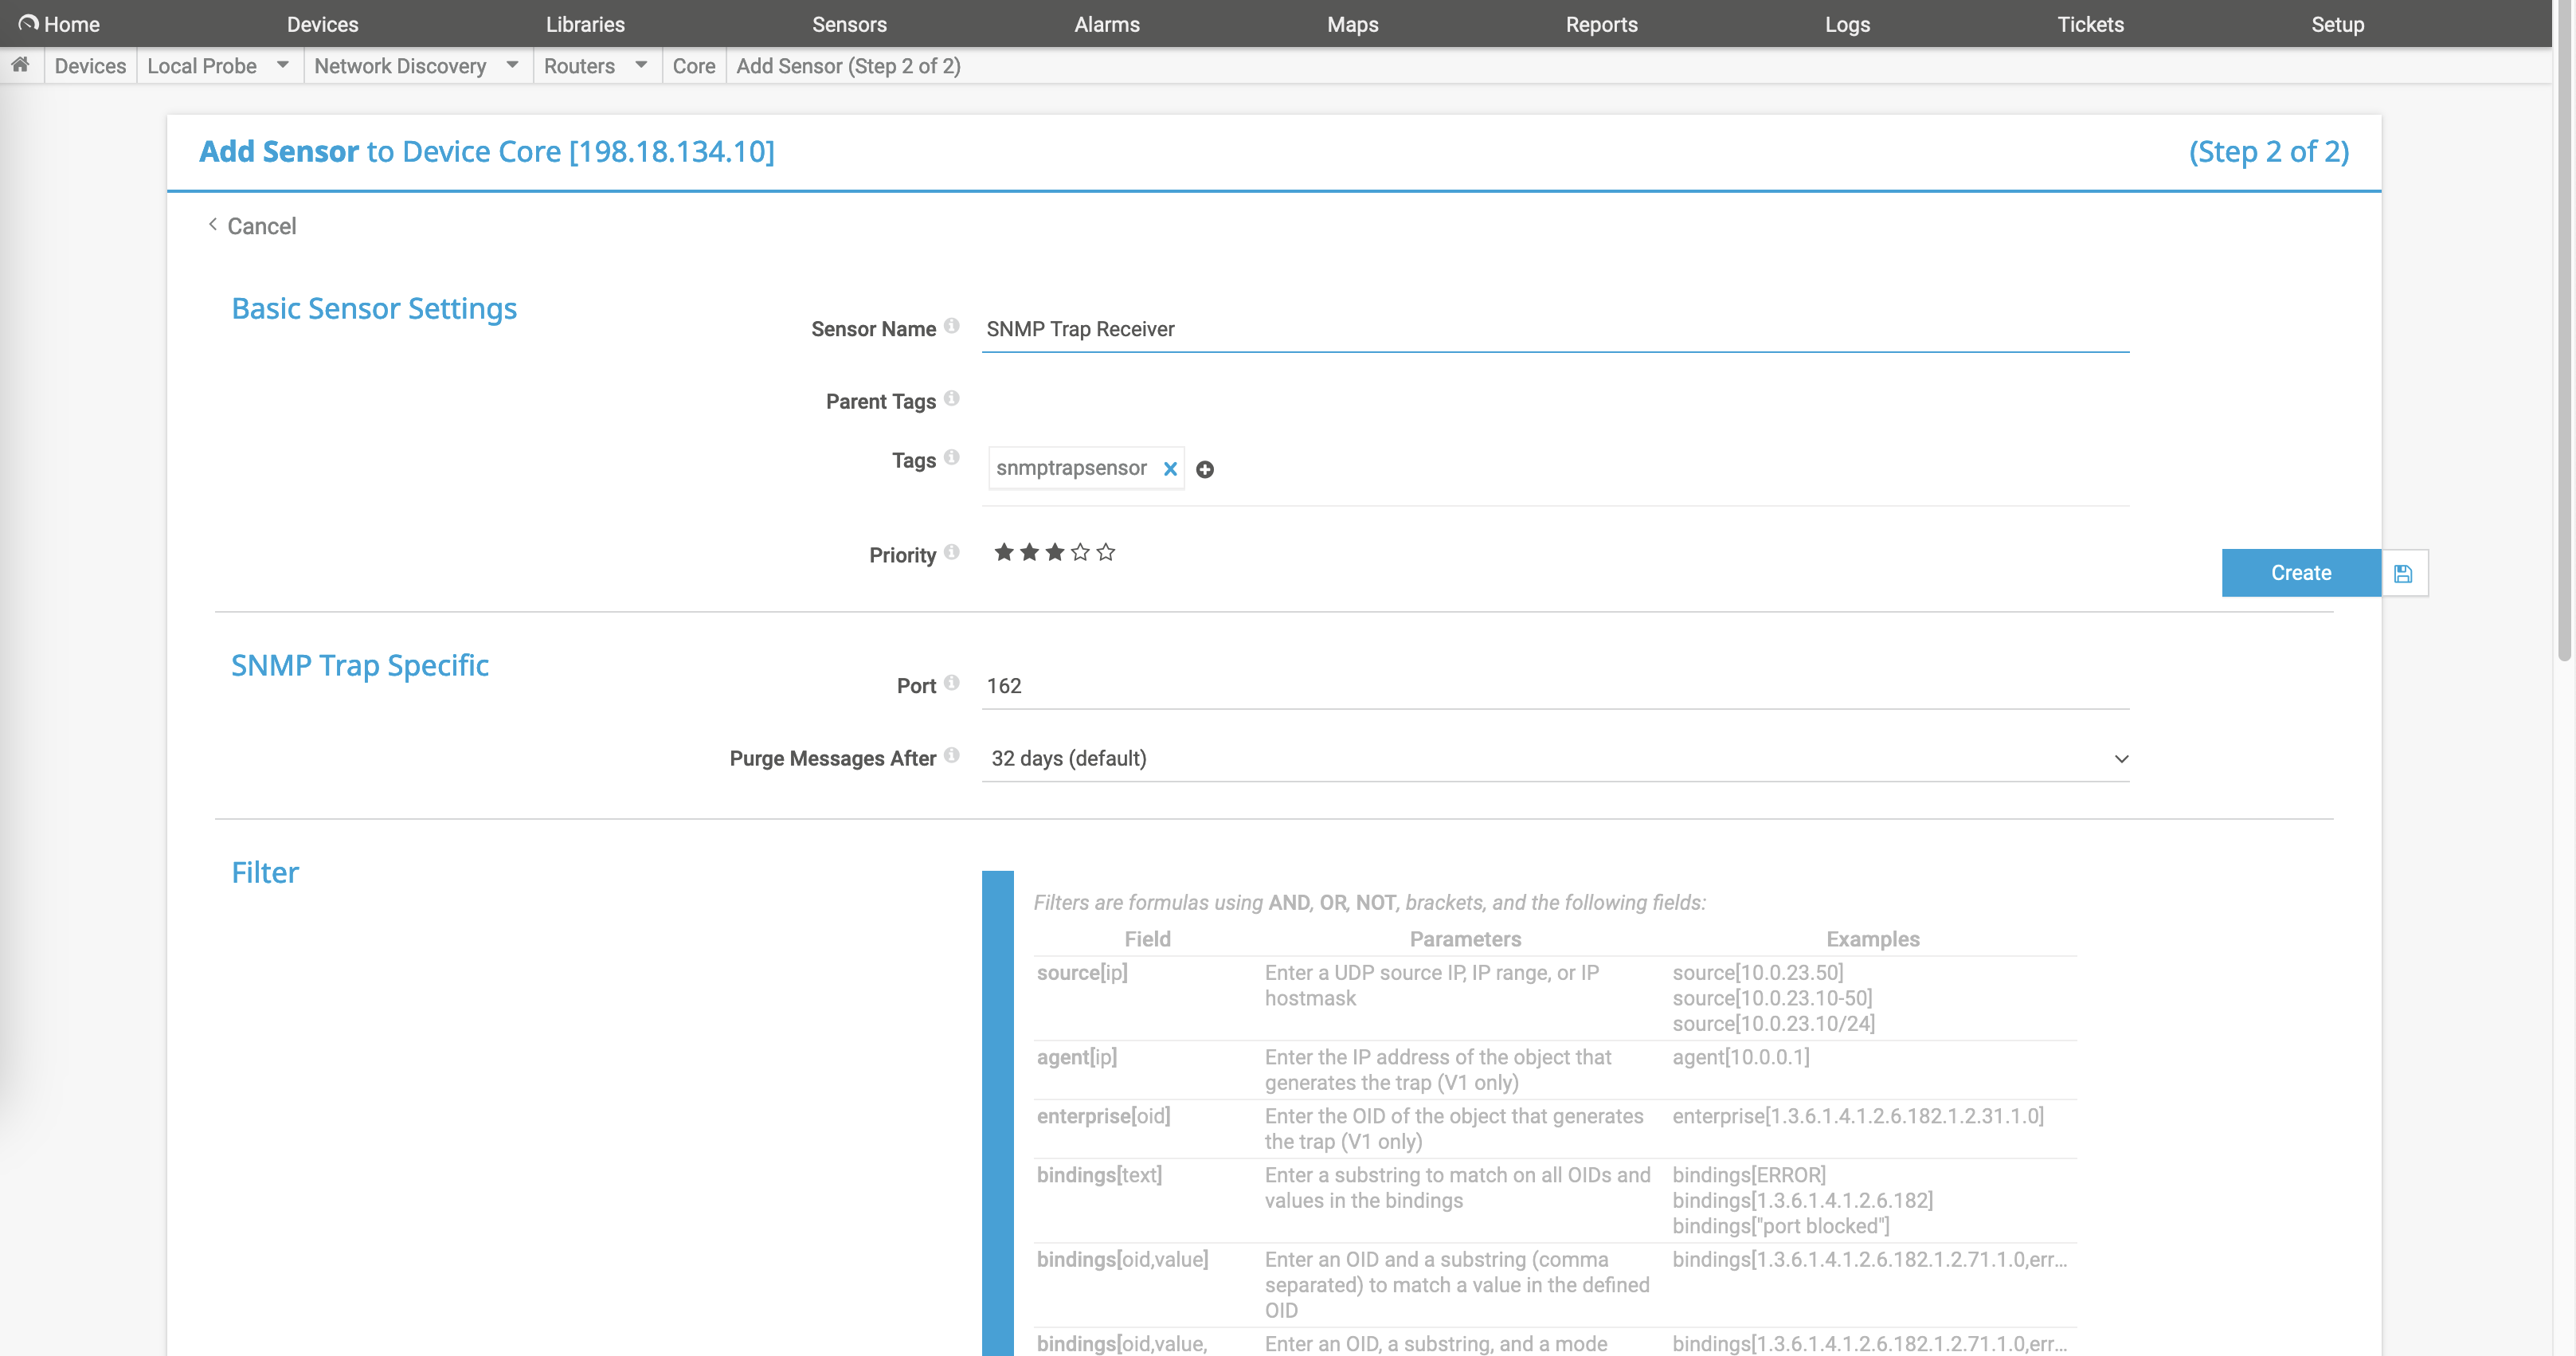 Home Devices Libraries Sensors Alarms Maps Reports Logs Tickets Setup
Devices Local Probe Network Discovery Routers Core Add Sensor (Step 2 of 2)
Add Sensor to Device Core [198.18.134.10] (Step 2 of 2)
Cancel
Basic Sensor Settings
Sensor Name SNMP Trap Receiver
Parent Tags
Tags snmptrapsensor
Priority
Create
SNMP Trap Specific
Port 162
Purge Messages After 32 days (default)
Filter
Filters are formulas using AND, OR, NOT, brackets, and the following fields:
Field Parameters Examples
source[ip] Enter a UDP source IP, IP range, or IP source[10.0.23.50]
hostmask source[10.0.23.10-50]
source[10.0.23.10/24]
agent[ip] Enter the IP address of the object that agent[10.0.0.1]
generates the trap (V1 only)
enterprise[oid] Enter the OID of the object that generates enterprise[1.3.6.1.4.1.2.6.182.1.2.31.1.0]
the trap (V1 only)
bindings[text] Enter a substring to match on all OIDs and bindings[ERROR]
values in the bindings bindings[1.3.6.1.4.1.2.6.182]
bindings["port blocked"]
bindings[oid,value] Enter an OID and a substring (comma bindings[1.3.6.1.4.1.2.6.182.1.2.71.1.0,err...
separated) to match a value in the defined
OID
bindings[oid,value, Enter an OID, a substring, and a mode bindings[1.3.6.1.4.1.2.6.182.1.2.71.1.0,err...